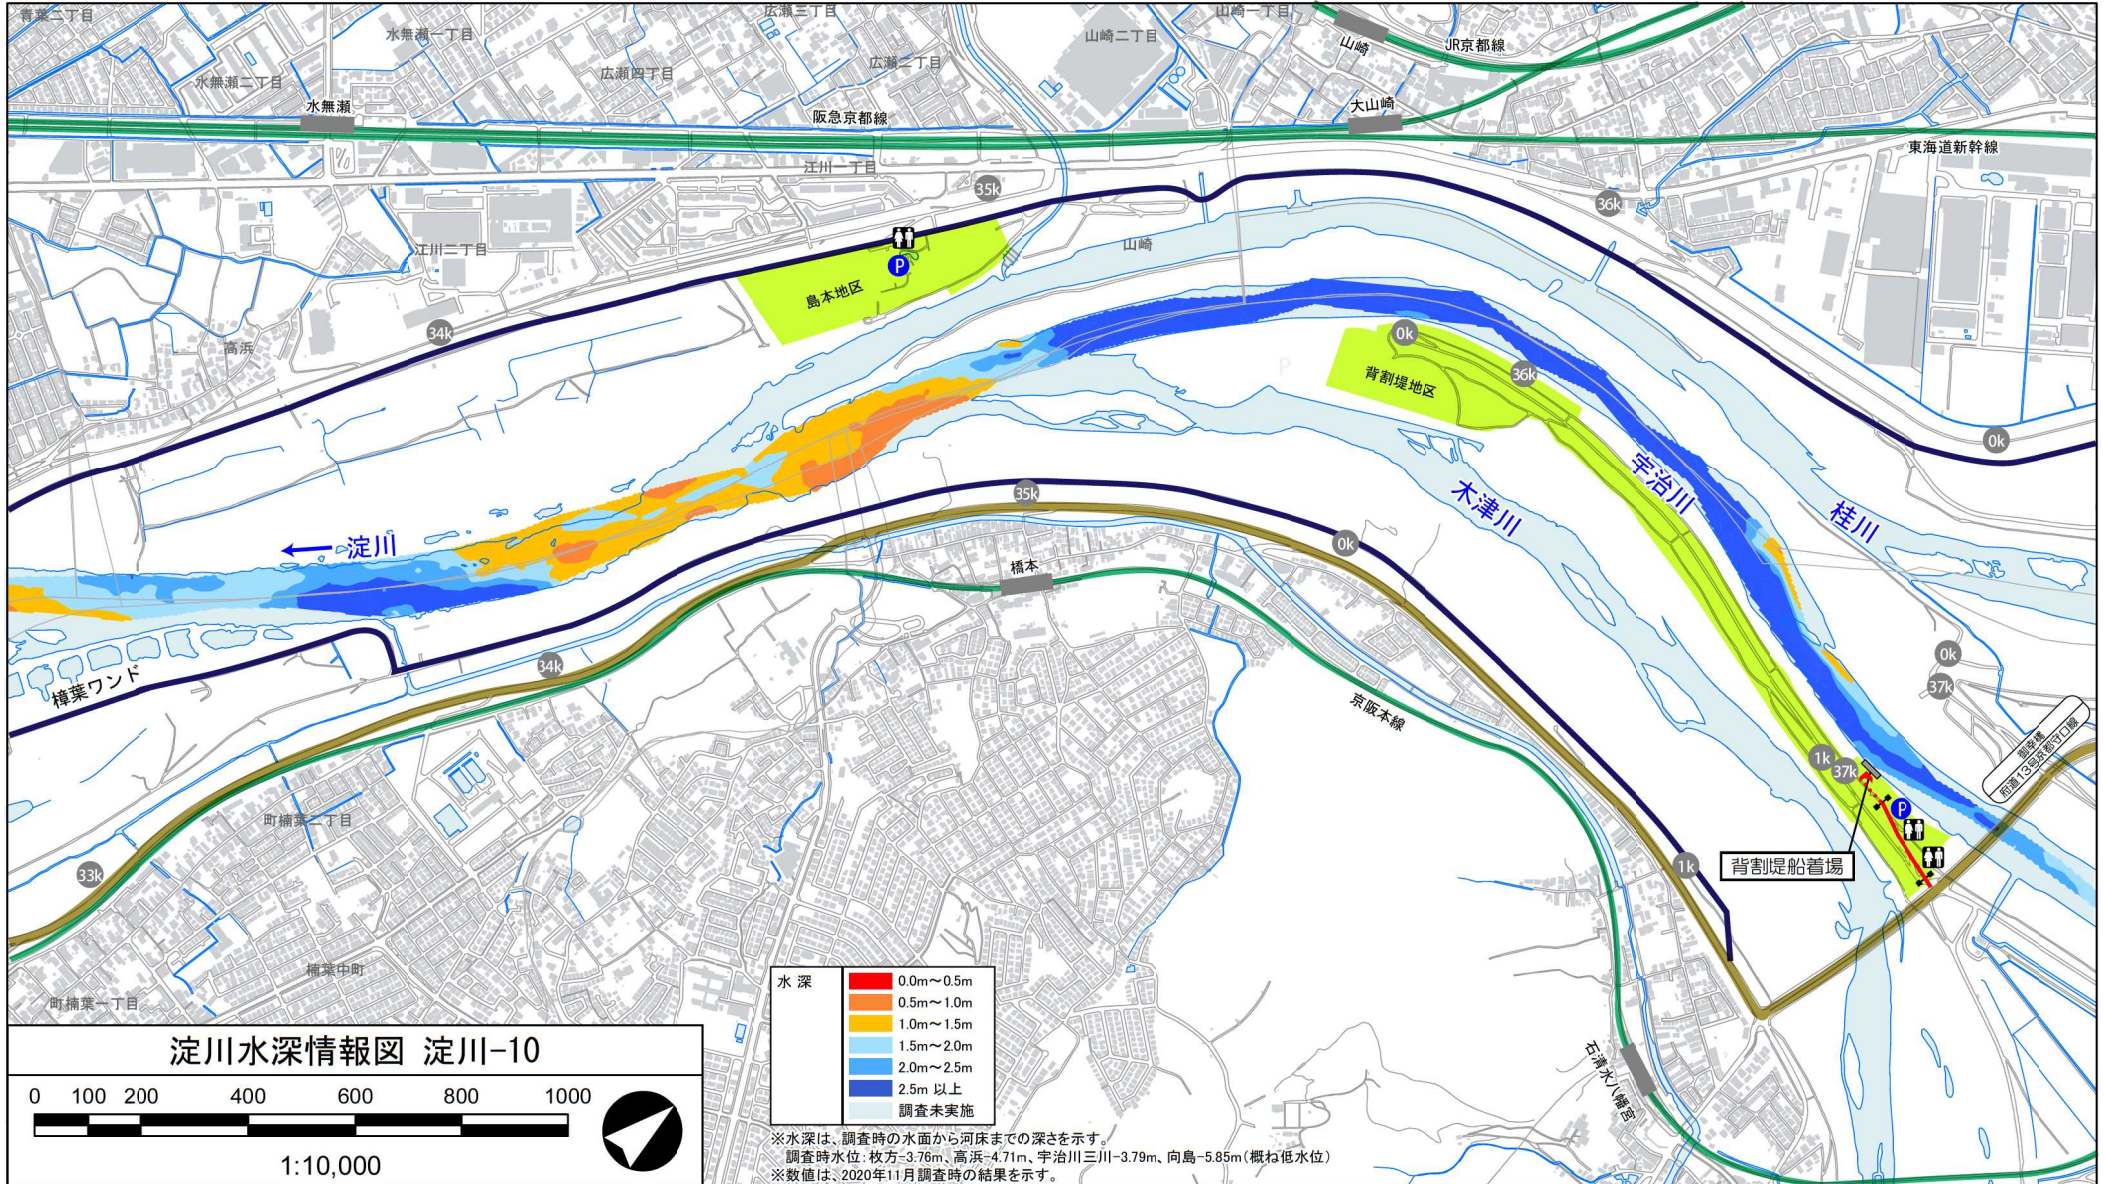 青葉二丁目
水無瀬一丁目
広瀬三丁目
山崎二丁目
山崎一丁目
山崎
JR京都線
水無瀬二丁目
広瀬四丁目
広瀬二丁目
水無瀬
阪急京都線
大山崎
東海道新幹線
江川一丁目
35k
36k
江川二丁目
山崎
P
島本地区
34k
高浜
0k
36k
背割堤地区
P
0k
宇治川
木津川
桂川
35k
淀川
0k
橋本
34k
樟葉ワンド
京阪本線
0k
37k
御幸橋
府道13号京都守口線
1k
37k
P
町楠葉二丁目
33k
1k
背割堤船着場
楠葉中町
町楠葉一丁目
石清水八幡宮
水 深
0.0m～0.5m
0.5m～1.0m
1.0m～1.5m
1.5m～2.0m
2.0m～2.5m
2.5m 以上
調査未実施
淀川水深情報図 淀川-10
0 100 200 400 600 800 1000
1:10,000
※水深は、調査時の水面から河床までの深さを示す。
調査時水位：枚方-3.76m、高浜-4.71m、宇治川三川-3.79m、向島-5.85m（概ね低水位）
※数値は、2020年11月調査時の結果を示す。